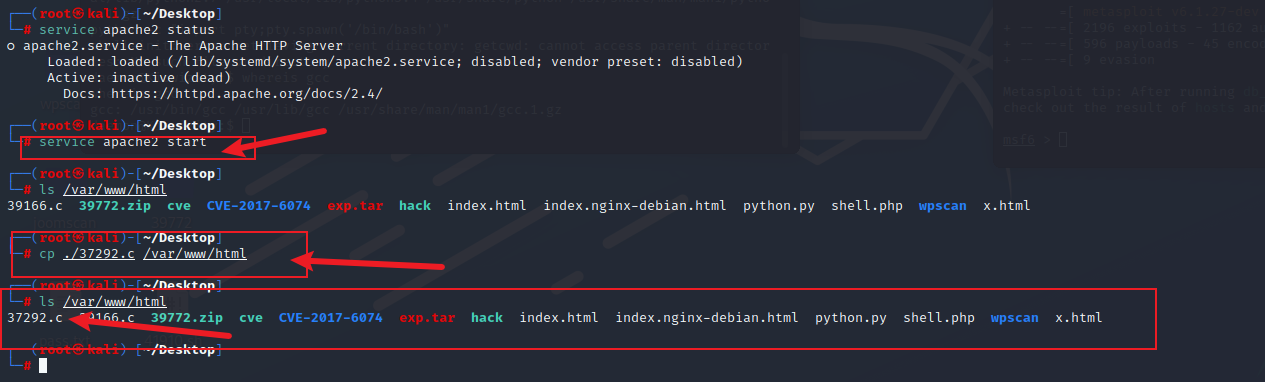 ┌──(root㉿kali)-[~/Desktop]
└─# service apache2 status
○ apache2.service - The Apache HTTP Server
Loaded: loaded (/lib/systemd/system/apache2.service; disabled; vendor preset: disabled)
Active: inactive (dead)
Docs: https://httpd.apache.org/docs/2.4/
┌──(root㉿kali)-[~/Desktop]
└─# service apache2 start
┌──(root㉿kali)-[~/Desktop]
└─# ls /var/www/html
39166.c 39772.zip cve CVE-2017-6074 exp.tar hack index.html index.nginx-debian.html python.py shell.php wpscan x.html
┌──(root㉿kali)-[~/Desktop]
└─# cp ./37292.c /var/www/html
┌──(root㉿kali)-[~/Desktop]
└─# ls /var/www/html
37292.c 39166.c 39772.zip cve CVE-2017-6074 exp.tar hack index.html index.nginx-debian.html python.py shell.php wpscan x.html
┌──(root㉿kali)-[~/Desktop]
└─#
msf6 >